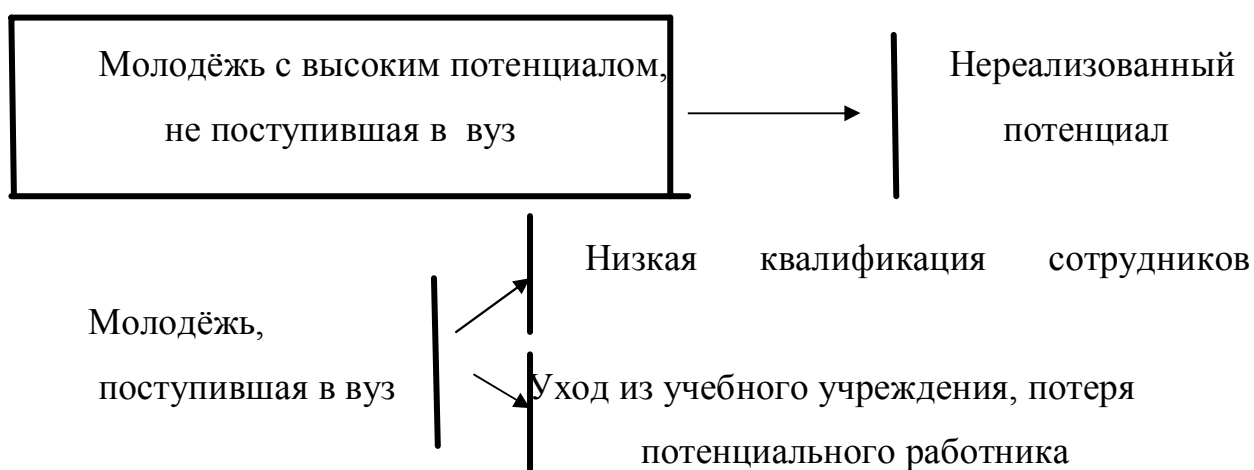 Молодёжь с высоким потенциалом,
не поступившая в вуз
Нереализованный
потенциал
Низкая квалификация сотрудников
Молодёжь,
поступившая в вуз
Уход из учебного учреждения, потеря
потенциального работника